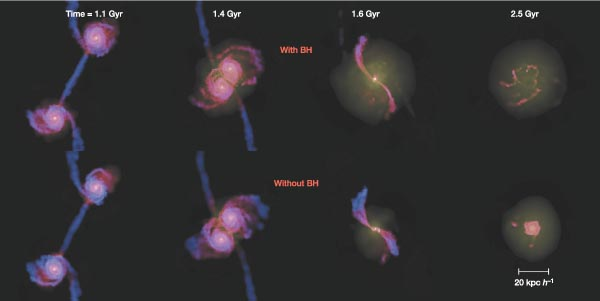 Time = 1.1 Gyr
1.4 Gyr
1.6 Gyr
2.5 Gyr
With BH
Without BH
20 kpc h⁻¹